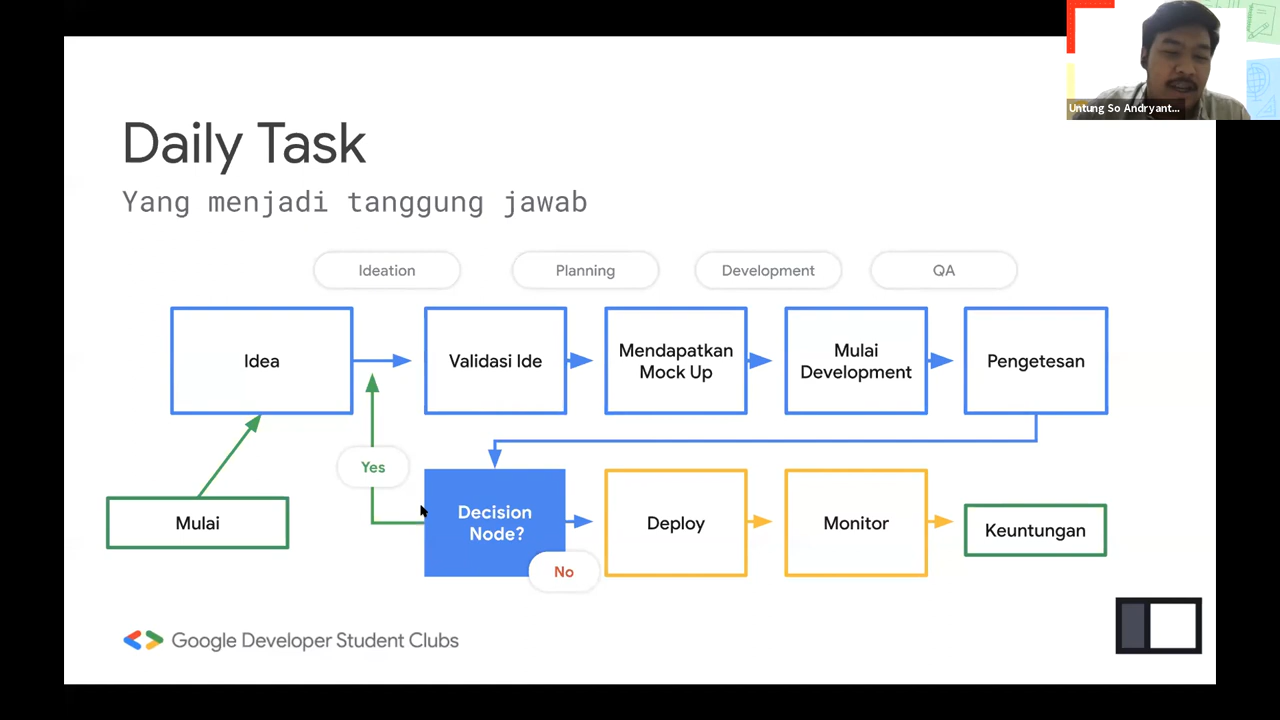 Untung So Andryant...
Daily Task
Yang menjadi tanggung jawab
Ideation
Planning
Development
QA
Idea
Validasi Ide
Mendapatkan
Mock Up
Mulai
Development
Pengetesan
Yes
Mulai
Decision
Node?
No
Deploy
Monitor
Keuntungan
Google Developer Student Clubs